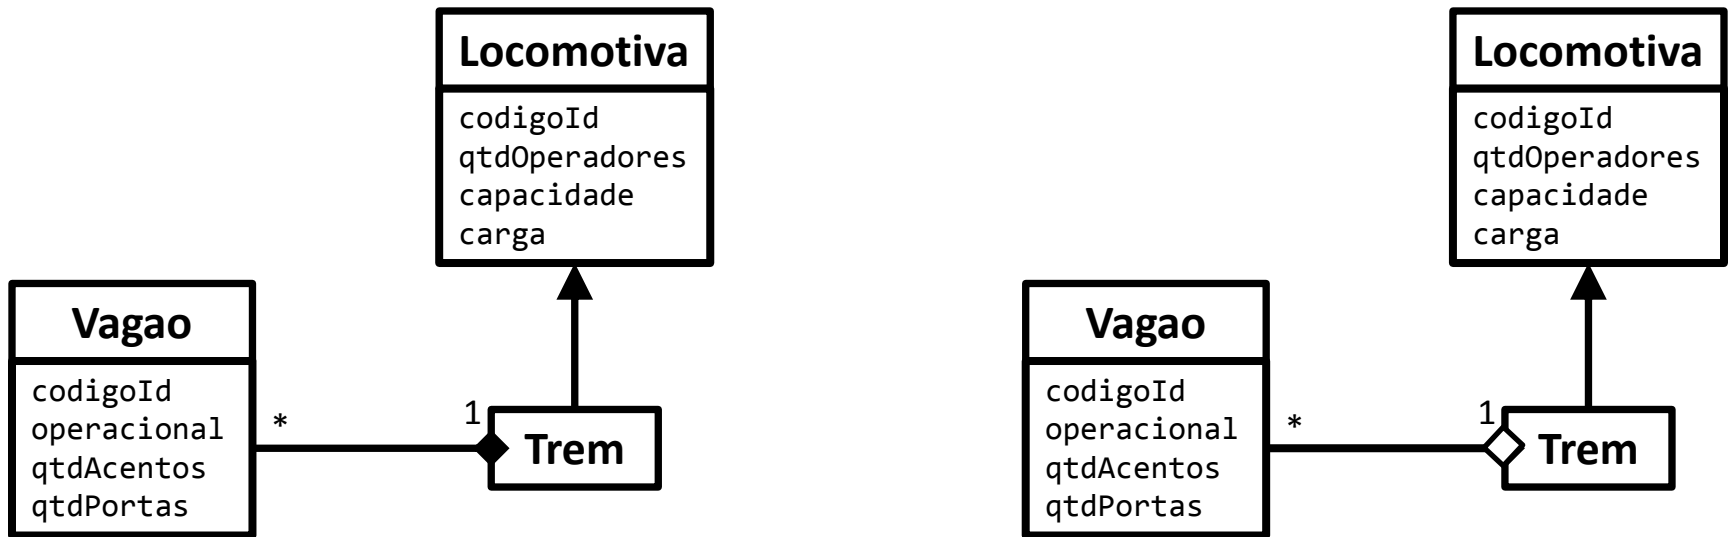 Locomotiva
codigoId
qtdOperadores
capacidade
carga
Vagao
codigoId
operacional
qtdAcentos
qtdPortas
*
1
Trem
Locomotiva
codigoId
qtdOperadores
capacidade
carga
Vagao
codigoId
operacional
qtdAcentos
qtdPortas
*
1
Trem